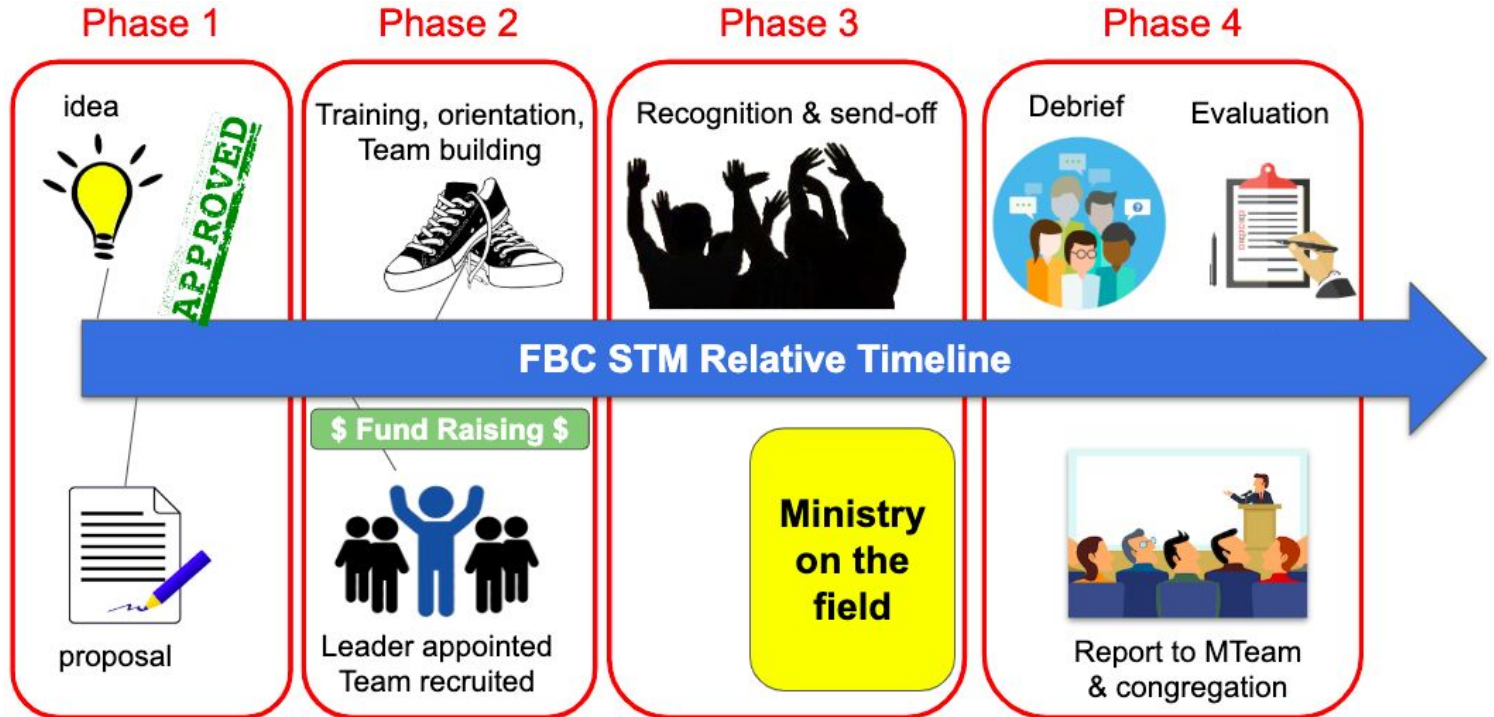 Phase 1
Phase 2
Phase 3
Phase 4
idea
APPROVED
proposal
Training, orientation,
Team building
$ Fund Raising $
Leader appointed
Team recruited
Recognition & send-off
Ministry
on the
field
Debrief
Evaluation
Report to MTeam
& congregation
FBC STM Relative Timeline